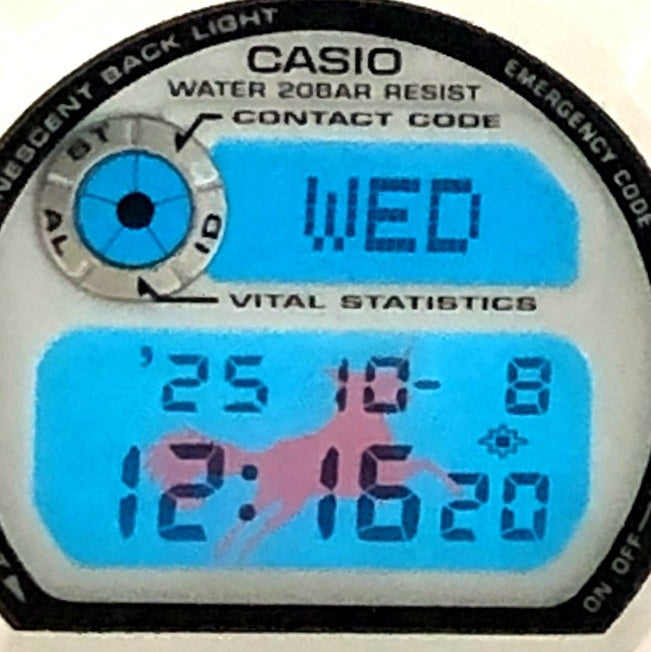 NESCENT BACK LIGHT
CASIO
WATER 20BAR RESIST
EMERGENCY CODE
CONTACT CODE
ST
AL
ID
WED
VITAL STATISTICS
'25 10- 8
12:16 20
ON OFF